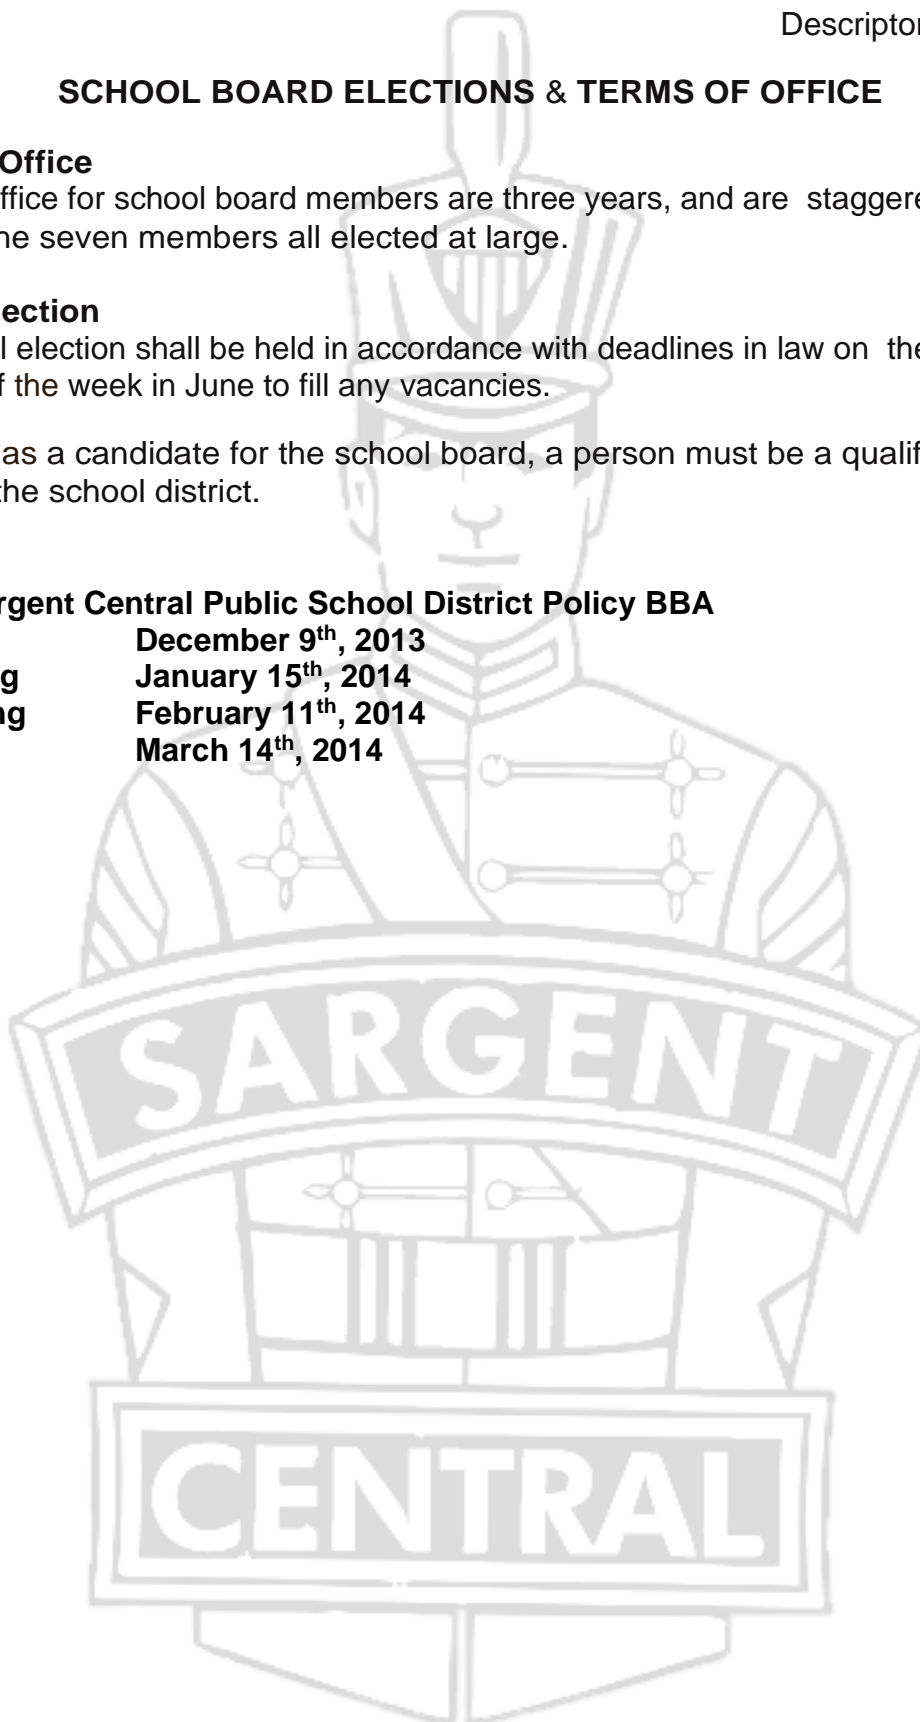 Descriptor
SCHOOL BOARD ELECTIONS & TERMS OF OFFICE
Office
ffice for school board members are three years, and are staggere
he seven members all elected at large.
ection
l election shall be held in accordance with deadlines in law on the
f the week in June to fill any vacancies.
as a candidate for the school board, a person must be a qualif
the school district.
rgent Central Public School District Policy BBA
December 9th, 2013
g January 15th, 2014
ng February 11th, 2014
March 14th, 2014
SARGENT
CENTRAL